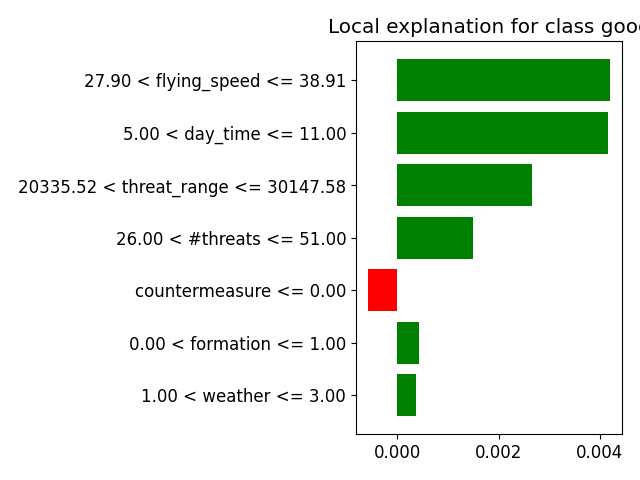 Local explanation for class good
27.90 < flying_speed <= 38.91
5.00 < day_time <= 11.00
20335.52 < threat_range <= 30147.58
26.00 < #threats <= 51.00
countermeasure <= 0.00
0.00 < formation <= 1.00
1.00 < weather <= 3.00
0.000 0.002 0.004